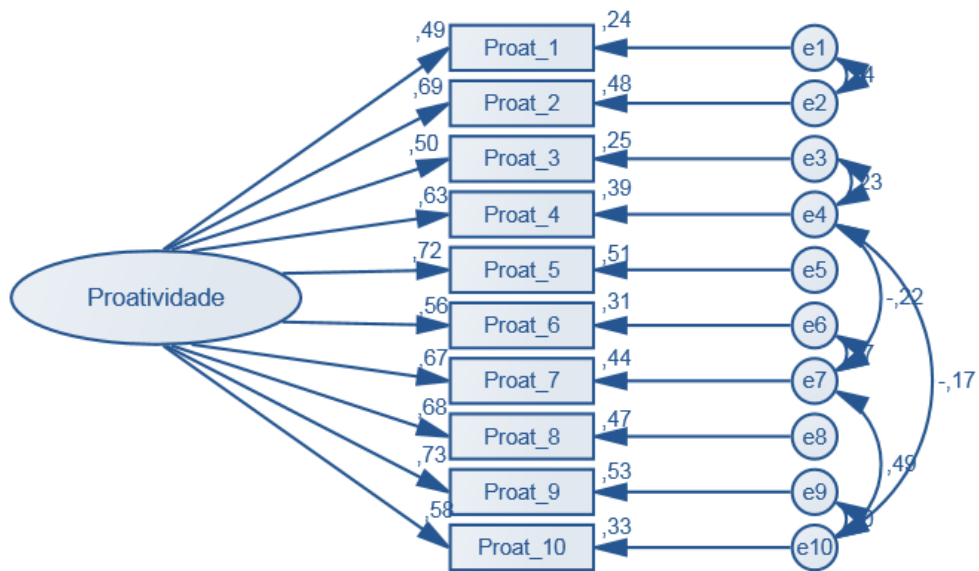 ,49
,24
Proat_1
e1
,69
,48
Proat_2
e2
,50
,25
Proat_3
e3
,63
,39
Proat_4
e4
,23
,72
,51
Proat_5
e5
Proatividade
-,22
,56
,31
Proat_6
e6
,67
,44
Proat_7
e7
-,17
,68
,47
Proat_8
e8
,49
,73
,53
Proat_9
e9
,58
,33
Proat_10
e10